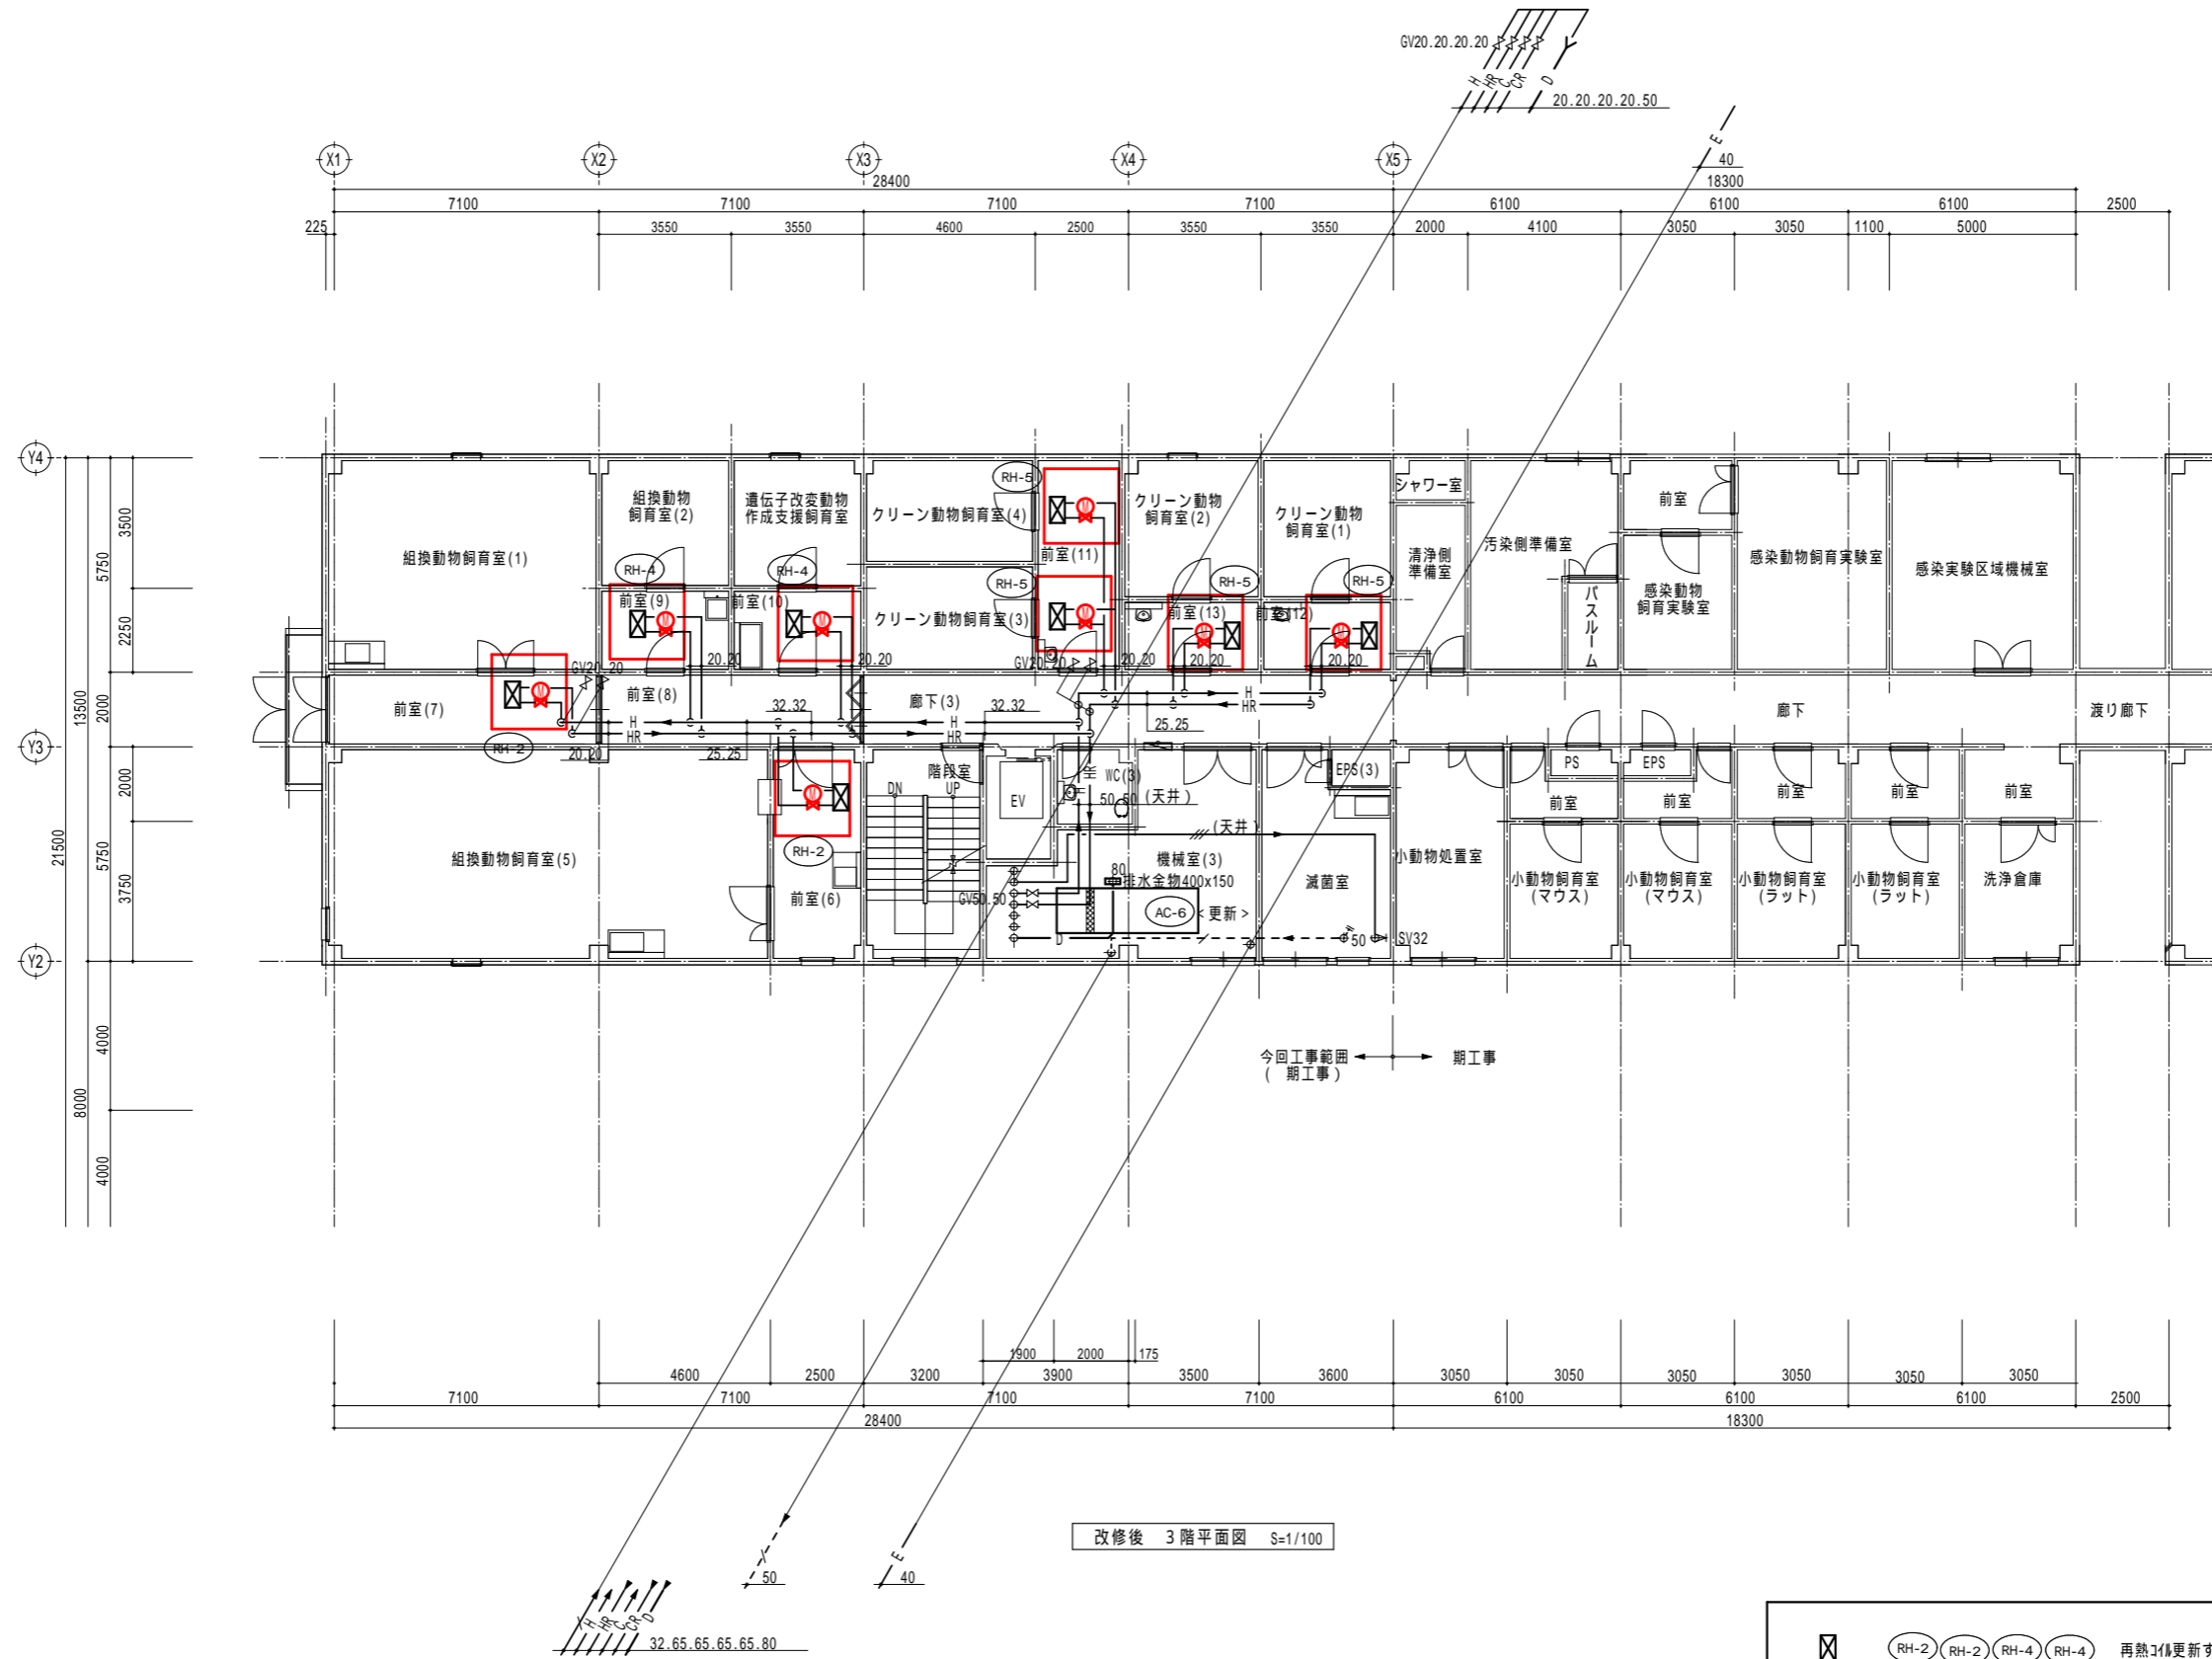 GV20.20.20.20
H
HR
C
CR
D
20.20.20.20.50
E
40
X1
X2
X3
X4
X5
28400
18300
7100
7100
7100
7100
6100
6100
6100
2500
225
3550
3550
4600
2500
3550
3550
2000
4100
3050
3050
1100
5000
Y4
Y3
Y2
3500
2250
2000
2000
3750
5750
5750
4000
4000
13500
8000
21500
組換動物飼育室(1)
組換動物
飼育室(2)
遺伝子改変動物
作成支援飼育室
クリーン動物飼育室(4)
RH-5
前室(11)
クリーン動物
飼育室(2)
クリーン動物
飼育室(1)
シャワー室
清浄側
準備室
汚染側準備室
パスルーム
前室
感染動物
飼育実験室
感染動物飼育実験室
感染実験区域機械室
RH-4
RH-4
RH-5
RH-5
RH-5
前室(9)
前室(10)
クリーン動物飼育室(3)
前室(13)
前室(12)
M
M
M
M
M
M
M
M
GV20.20
20.20
20.20
GV20.20
20.20
20.20
20.20
前室(7)
前室(8)
廊下(3)
廊下
渡り廊下
H
HR
H
HR
H
HR
32.32
32.32
25.25
RH-2
20.20
25.25
階段室
DN
UP
EV
WC(3)
50.50(天井)
EPS(3)
PS
EPS
前室
前室
前室
前室
前室
組換動物飼育室(5)
RH-2
前室(6)
(天井)
機械室(3)
80
排水金物400x150
GV50.50
AC-6
<更新>
D
滅菌室
50
SV32
小動物処置室
小動物飼育室
(マウス)
小動物飼育室
(マウス)
小動物飼育室
(ラット)
小動物飼育室
(ラット)
洗浄倉庫
今回工事範囲
( 期工事)
期工事
1900
2000
175
4600
2500
3200
3900
3500
3600
3050
3050
3050
3050
3050
3050
7100
7100
7100
7100
6100
6100
6100
2500
28400
18300
改修後 3階平面図 S=1/100
50
E
40
H
HR
C
CR
D
32.65.65.65.65.80
RH-2
RH-2
RH-4
RH-4
再熱コイル更新す